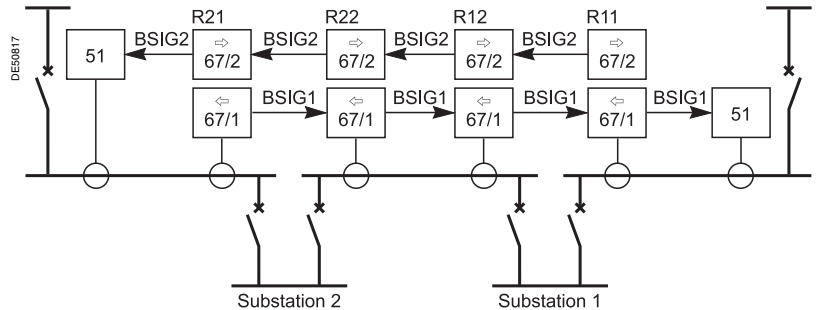 R21 R22 R12 R11
DE50817
51 BSIG2 67/2 BSIG2 67/2 BSIG2 67/2 BSIG2 67/2
67/1 BSIG1 67/1 BSIG1 67/1 BSIG1 67/1 BSIG1 51
Substation 2 Substation 1